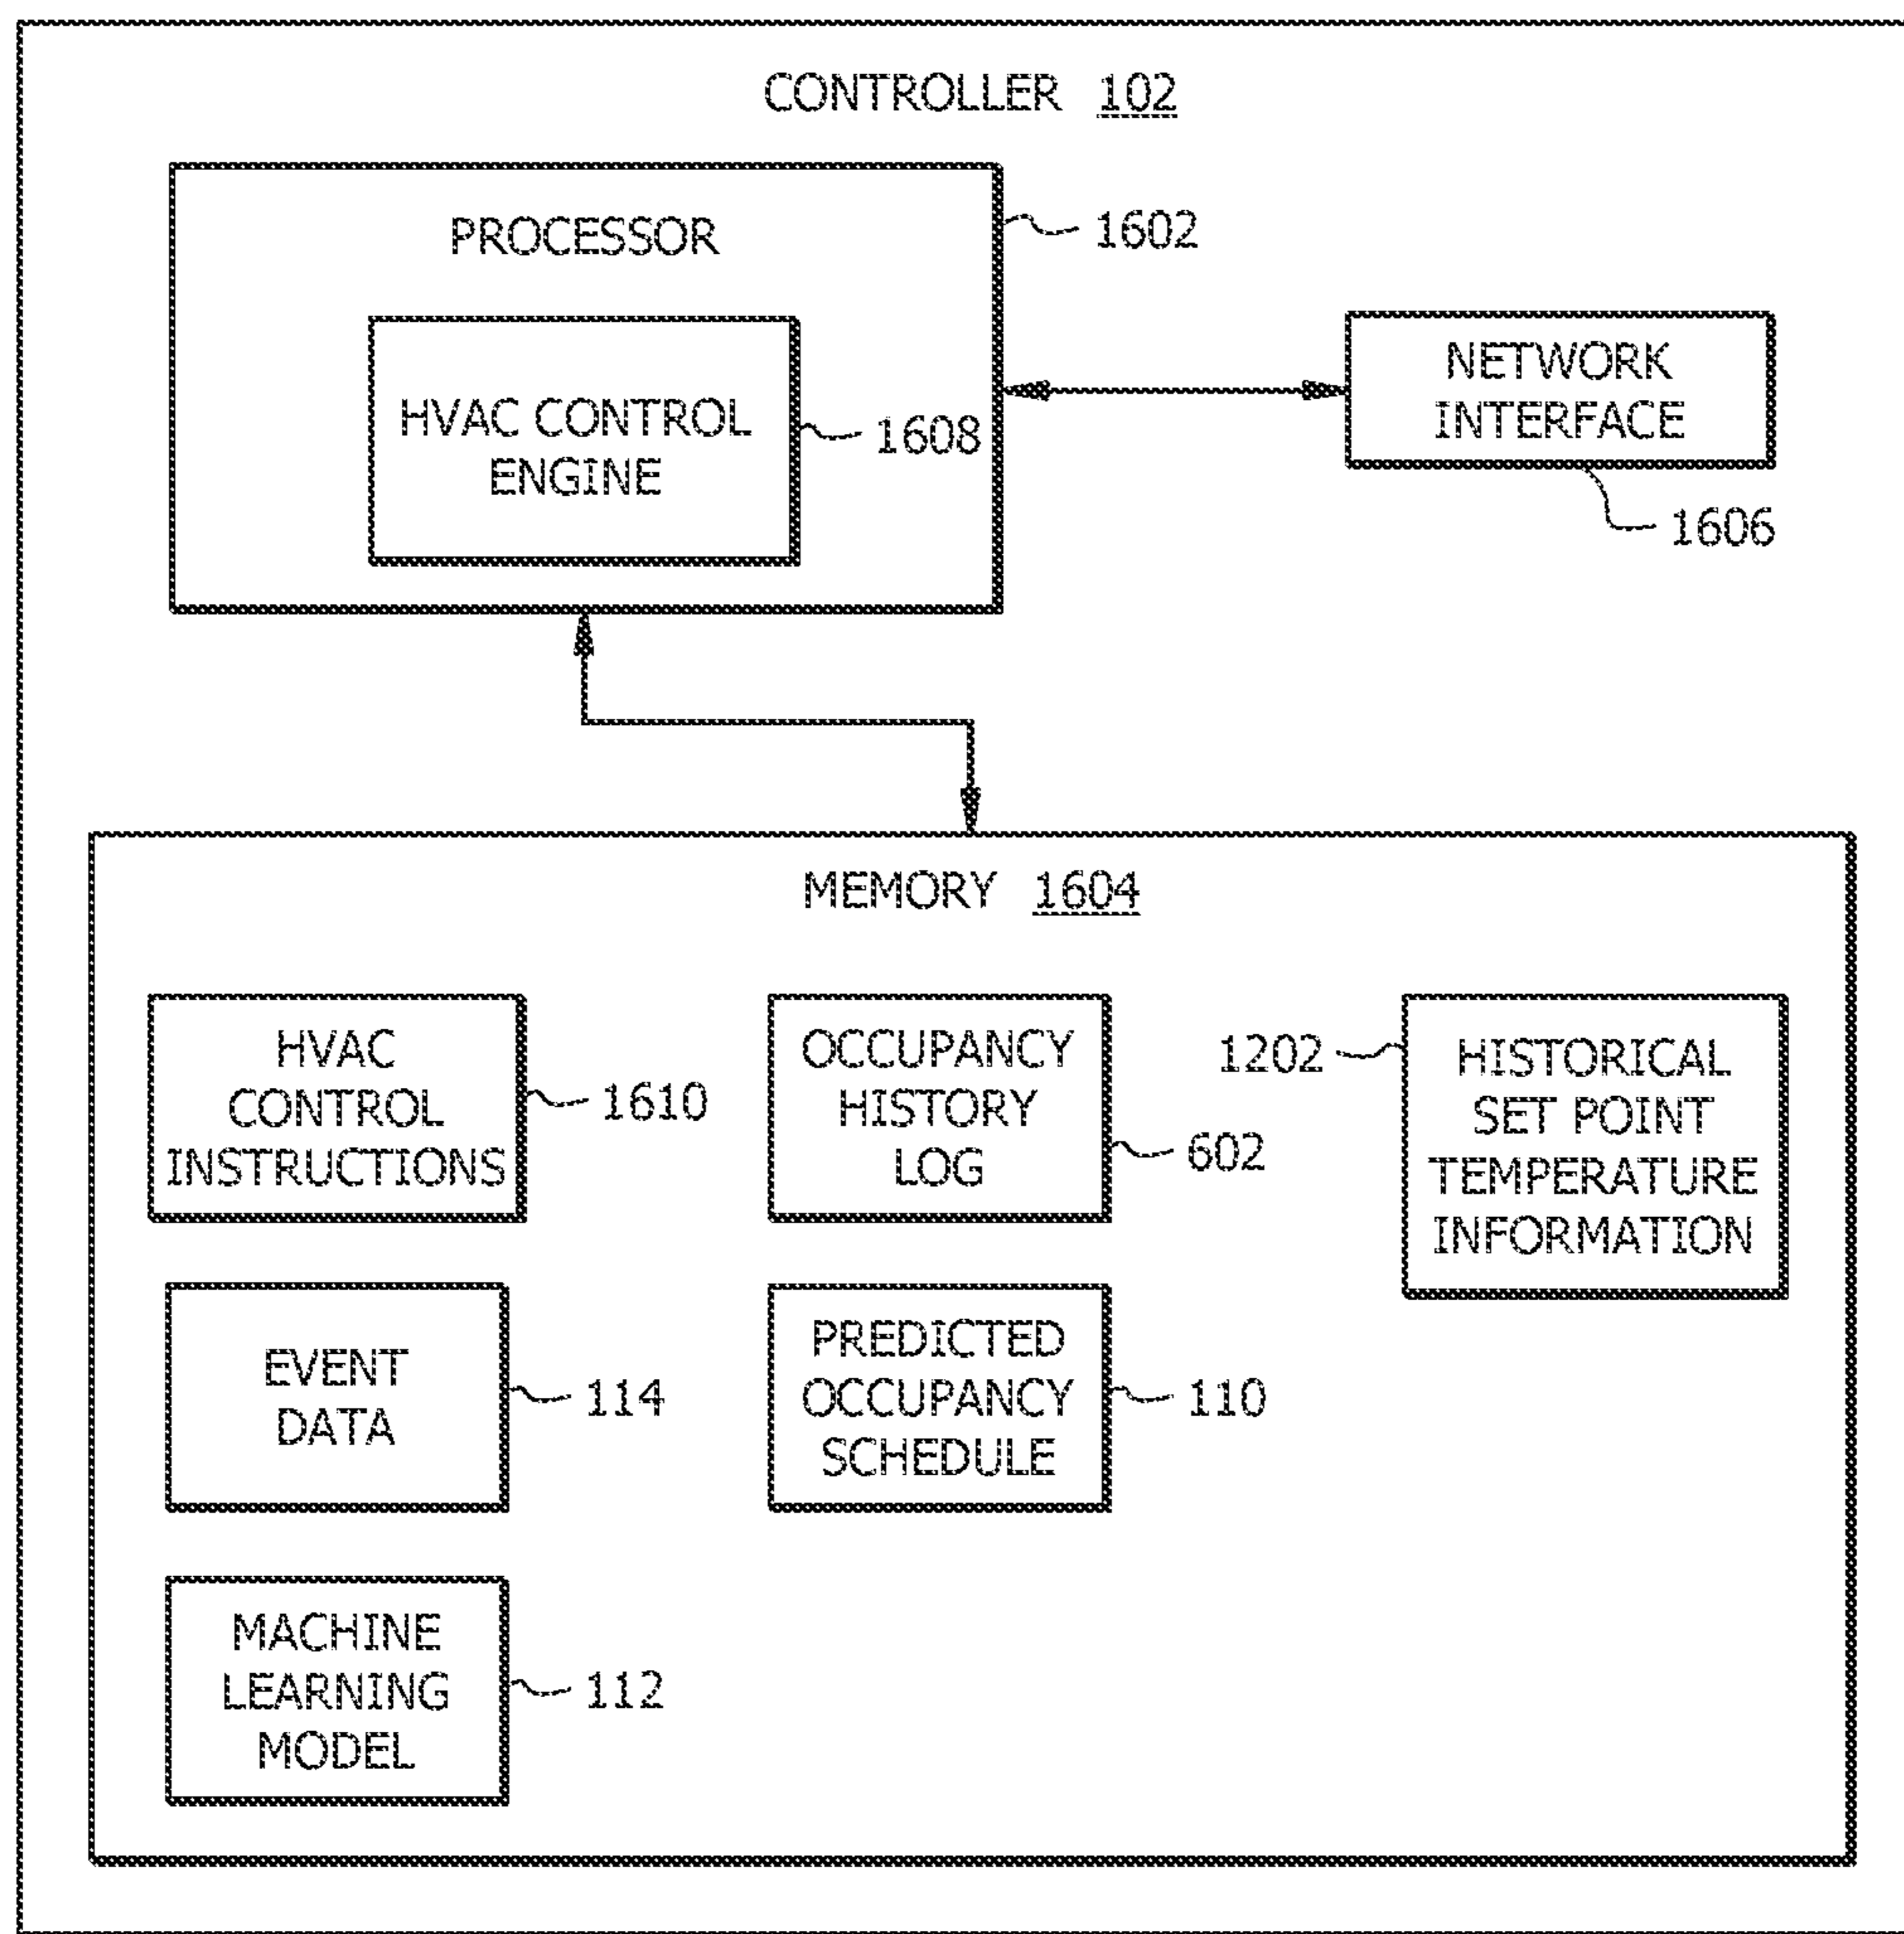 CONTROLLER 102
PROCESSOR
1602
HVAC CONTROL
ENGINE
1608
NETWORK
INTERFACE
1606
MEMORY 1604
HVAC
CONTROL
INSTRUCTIONS
1610
OCCUPANCY
HISTORY
LOG
602
1202
HISTORICAL
SET POINT
TEMPERATURE
INFORMATION
EVENT
DATA
114
PREDICTED
OCCUPANCY
SCHEDULE
110
MACHINE
LEARNING
MODEL
112